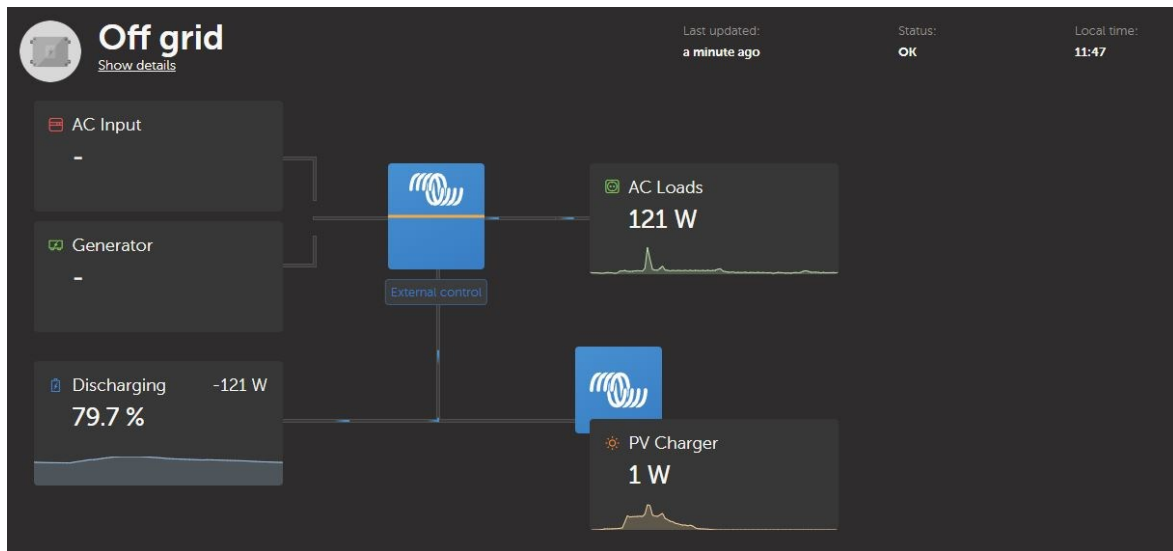 Off grid
Show details
Last updated:
a minute ago
Status:
OK
Local time:
11:47
AC Input
-
Generator
-
External control
AC Loads
121 W
Discharging -121 W
79.7 %
PV Charger
1 W